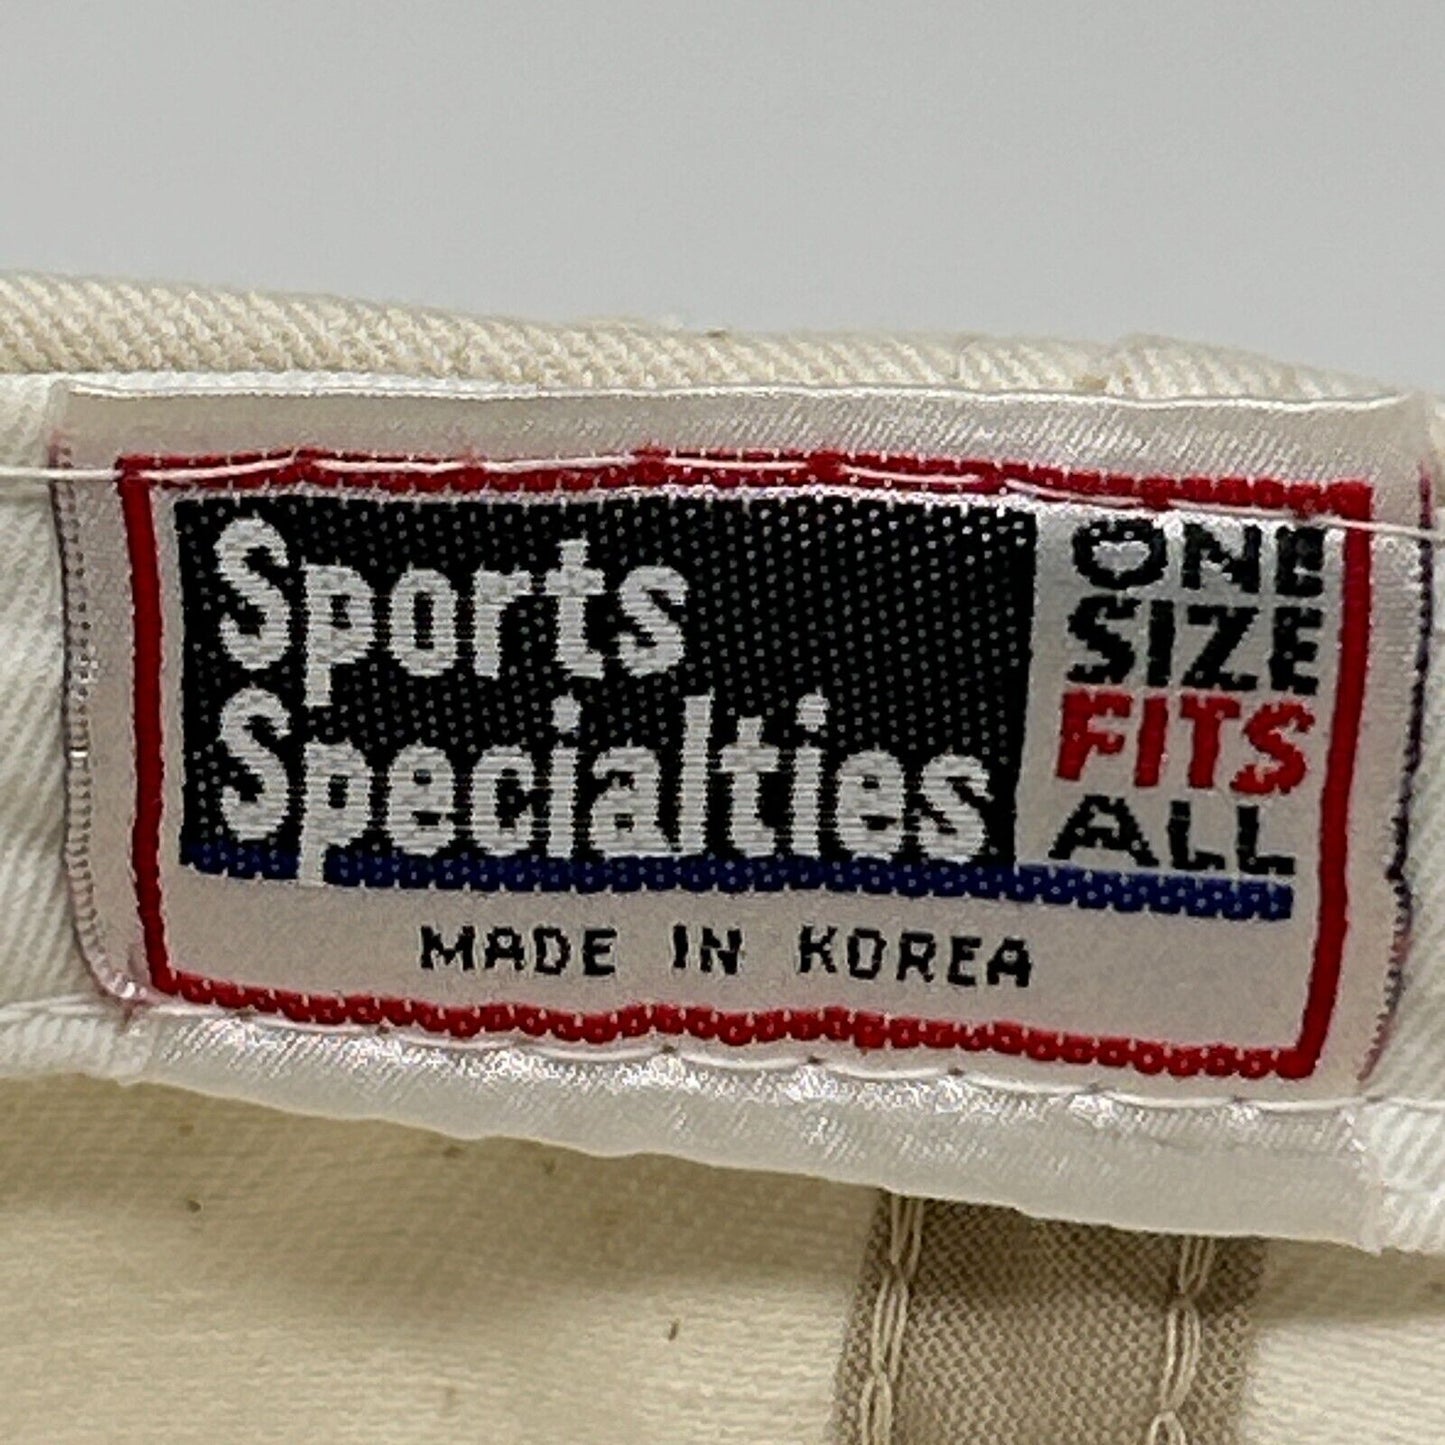 Sports
Specialties
ONE
SIZE
FITS
ALL
MADE IN KOREA